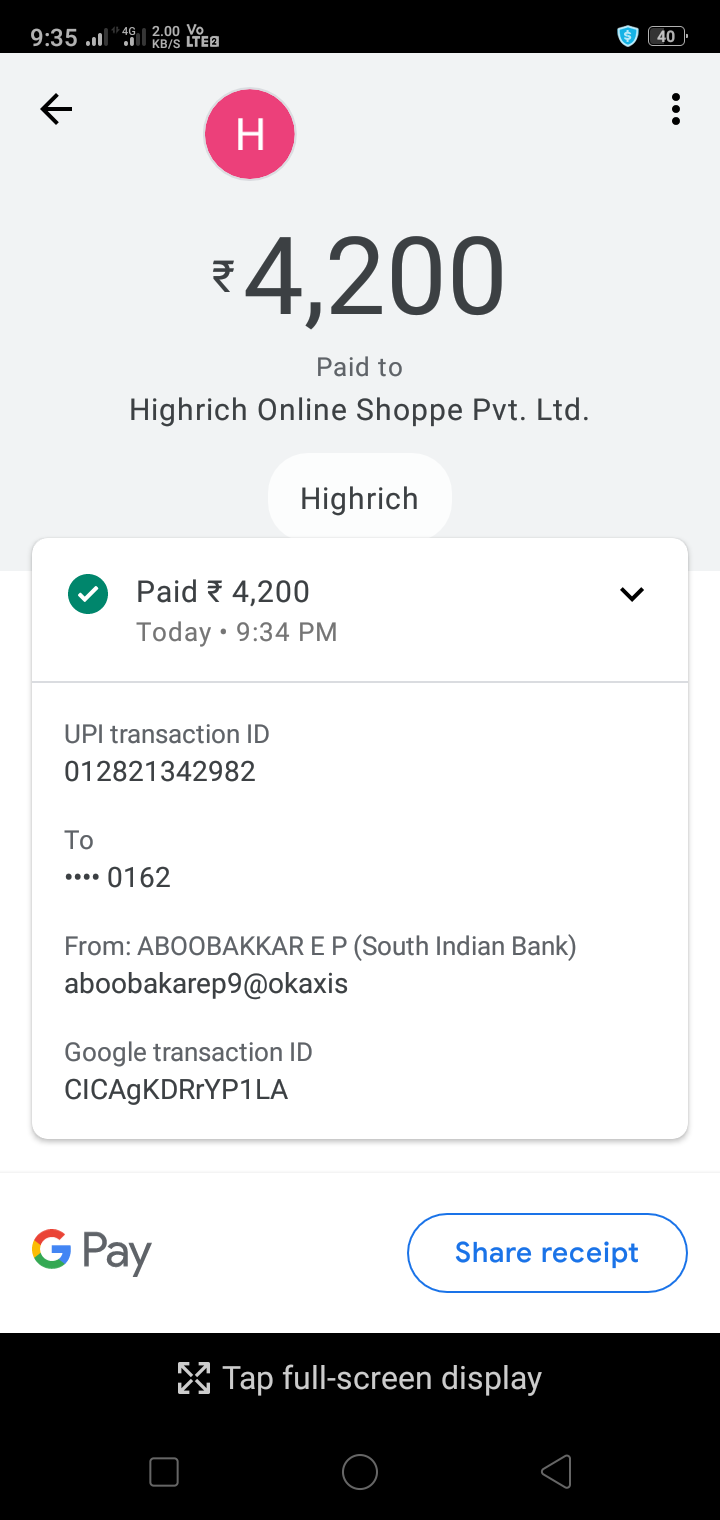 9:35 4G 2.00 KB/S Vo LTE2 40
H
₹4,200
Paid to
Highrich Online Shoppe Pvt. Ltd.
Highrich
Paid ₹ 4,200
Today • 9:34 PM
UPI transaction ID
012821342982
To
•••• 0162
From: ABOOBAKKAR E P (South Indian Bank)
aboobakarep9@okaxis
Google transaction ID
CICAgKDRrYP1LA
G Pay
Share receipt
Tap full-screen display